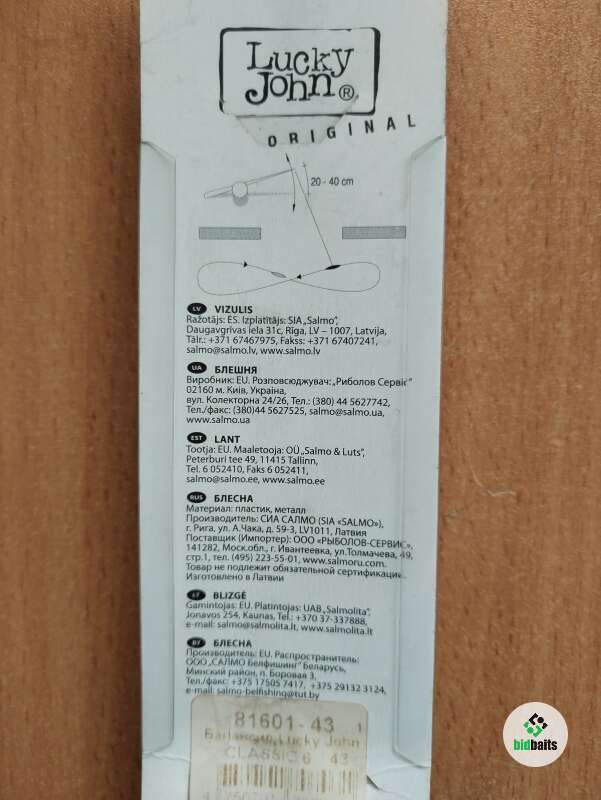 Lucky
John®
ORIGINAL
20 - 40 cm
LV VIZULIS
Ražotājs: ES. Izplatītājs: SIA „Salmo”,
Daugavgrivas iela 31c, Rīga, LV – 1007, Latvija,
Tālr.: +371 67467975, Fakss: +371 67407241,
salmo@salmo.lv, www.salmo.lv
UA БЛЕШНЯ
Виробник: EU. Розповсюджувач: „Риболов Сервіс”
02160 м. Київ, Україна,
вул. Колекторна 24/26, Тел.: (380) 44 5627742,
Тел./факс: (380)44 5627525, salmo@salmo.ua,
www.salmo.ua
EST LANT
Tootja: EU. Maaletooja: OÜ „Salmo & Luts”,
Peterburi tee 49, 11415 Tallinn,
Tel. 6 052410, Faks 6 052411,
salmo@salmo.ee, www.salmo.ee
RUS БЛЕСНА
Материал: пластик, металл
Производитель: СИА САЛМО (SIA «SALMO»),
г. Рига, ул. А.Чака, д. 59-3, LV1011, Латвия
Поставщик (Импортер): ООО «РЫБОЛОВ-СЕРВИС»,
141282, Моск.обл., г. Ивантеевка, ул.Толмачева, 49,
стр.1, тел. (495) 223-55-01, www.salmoru.com.
Товар не подлежит обязательной сертификации.
Изготовлено в Латвии
LT BLIZGĖ
Gamintojas: EU. Platintojas: UAB „Salmolita”,
Jonavos 254, Kaunas, Tel.: +370 37-337888,
e-mail: salmo@salmolita.lt, www.salmolita.lt
BY БЛЕСНА
Производитель: EU. Распространитель:
ООО „САЛМО Белфишинг” Беларусь,
Минский район, п. Боровая 3,
Тел./факс: +375 17505 7417, +375 29132 3124,
e-mail: salmo-belfishing@tut.by
81601-43 1
Балансир Lucky John
CLASSIC 6 43
bidbaits